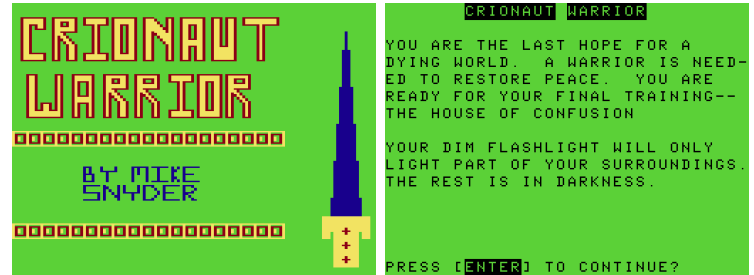 CRIONAUT
WARRIOR
BY MIKE
SNYDER
CRIONAUT WARRIOR
YOU ARE THE LAST HOPE FOR A
DYING WORLD.  A WARRIOR IS NEED-
ED TO RESTORE PEACE.  YOU ARE
READY FOR YOUR FINAL TRAINING--
THE HOUSE OF CONFUSION
YOUR DIM FLASHLIGHT WILL ONLY
LIGHT PART OF YOUR SURROUNDINGS.
THE REST IS IN DARKNESS.
PRESS [ENTER] TO CONTINUE?